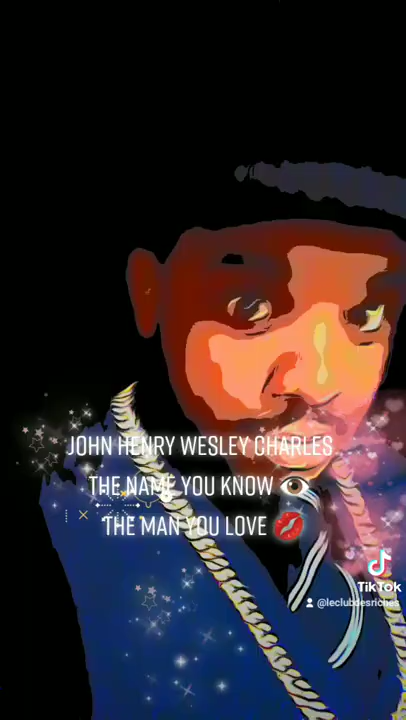 JOHN HENRY WESLEY CHARLES
THE NAME YOU KNOW 👁️
THE MAN YOU LOVE 💋
TikTok
@leclubdesriches